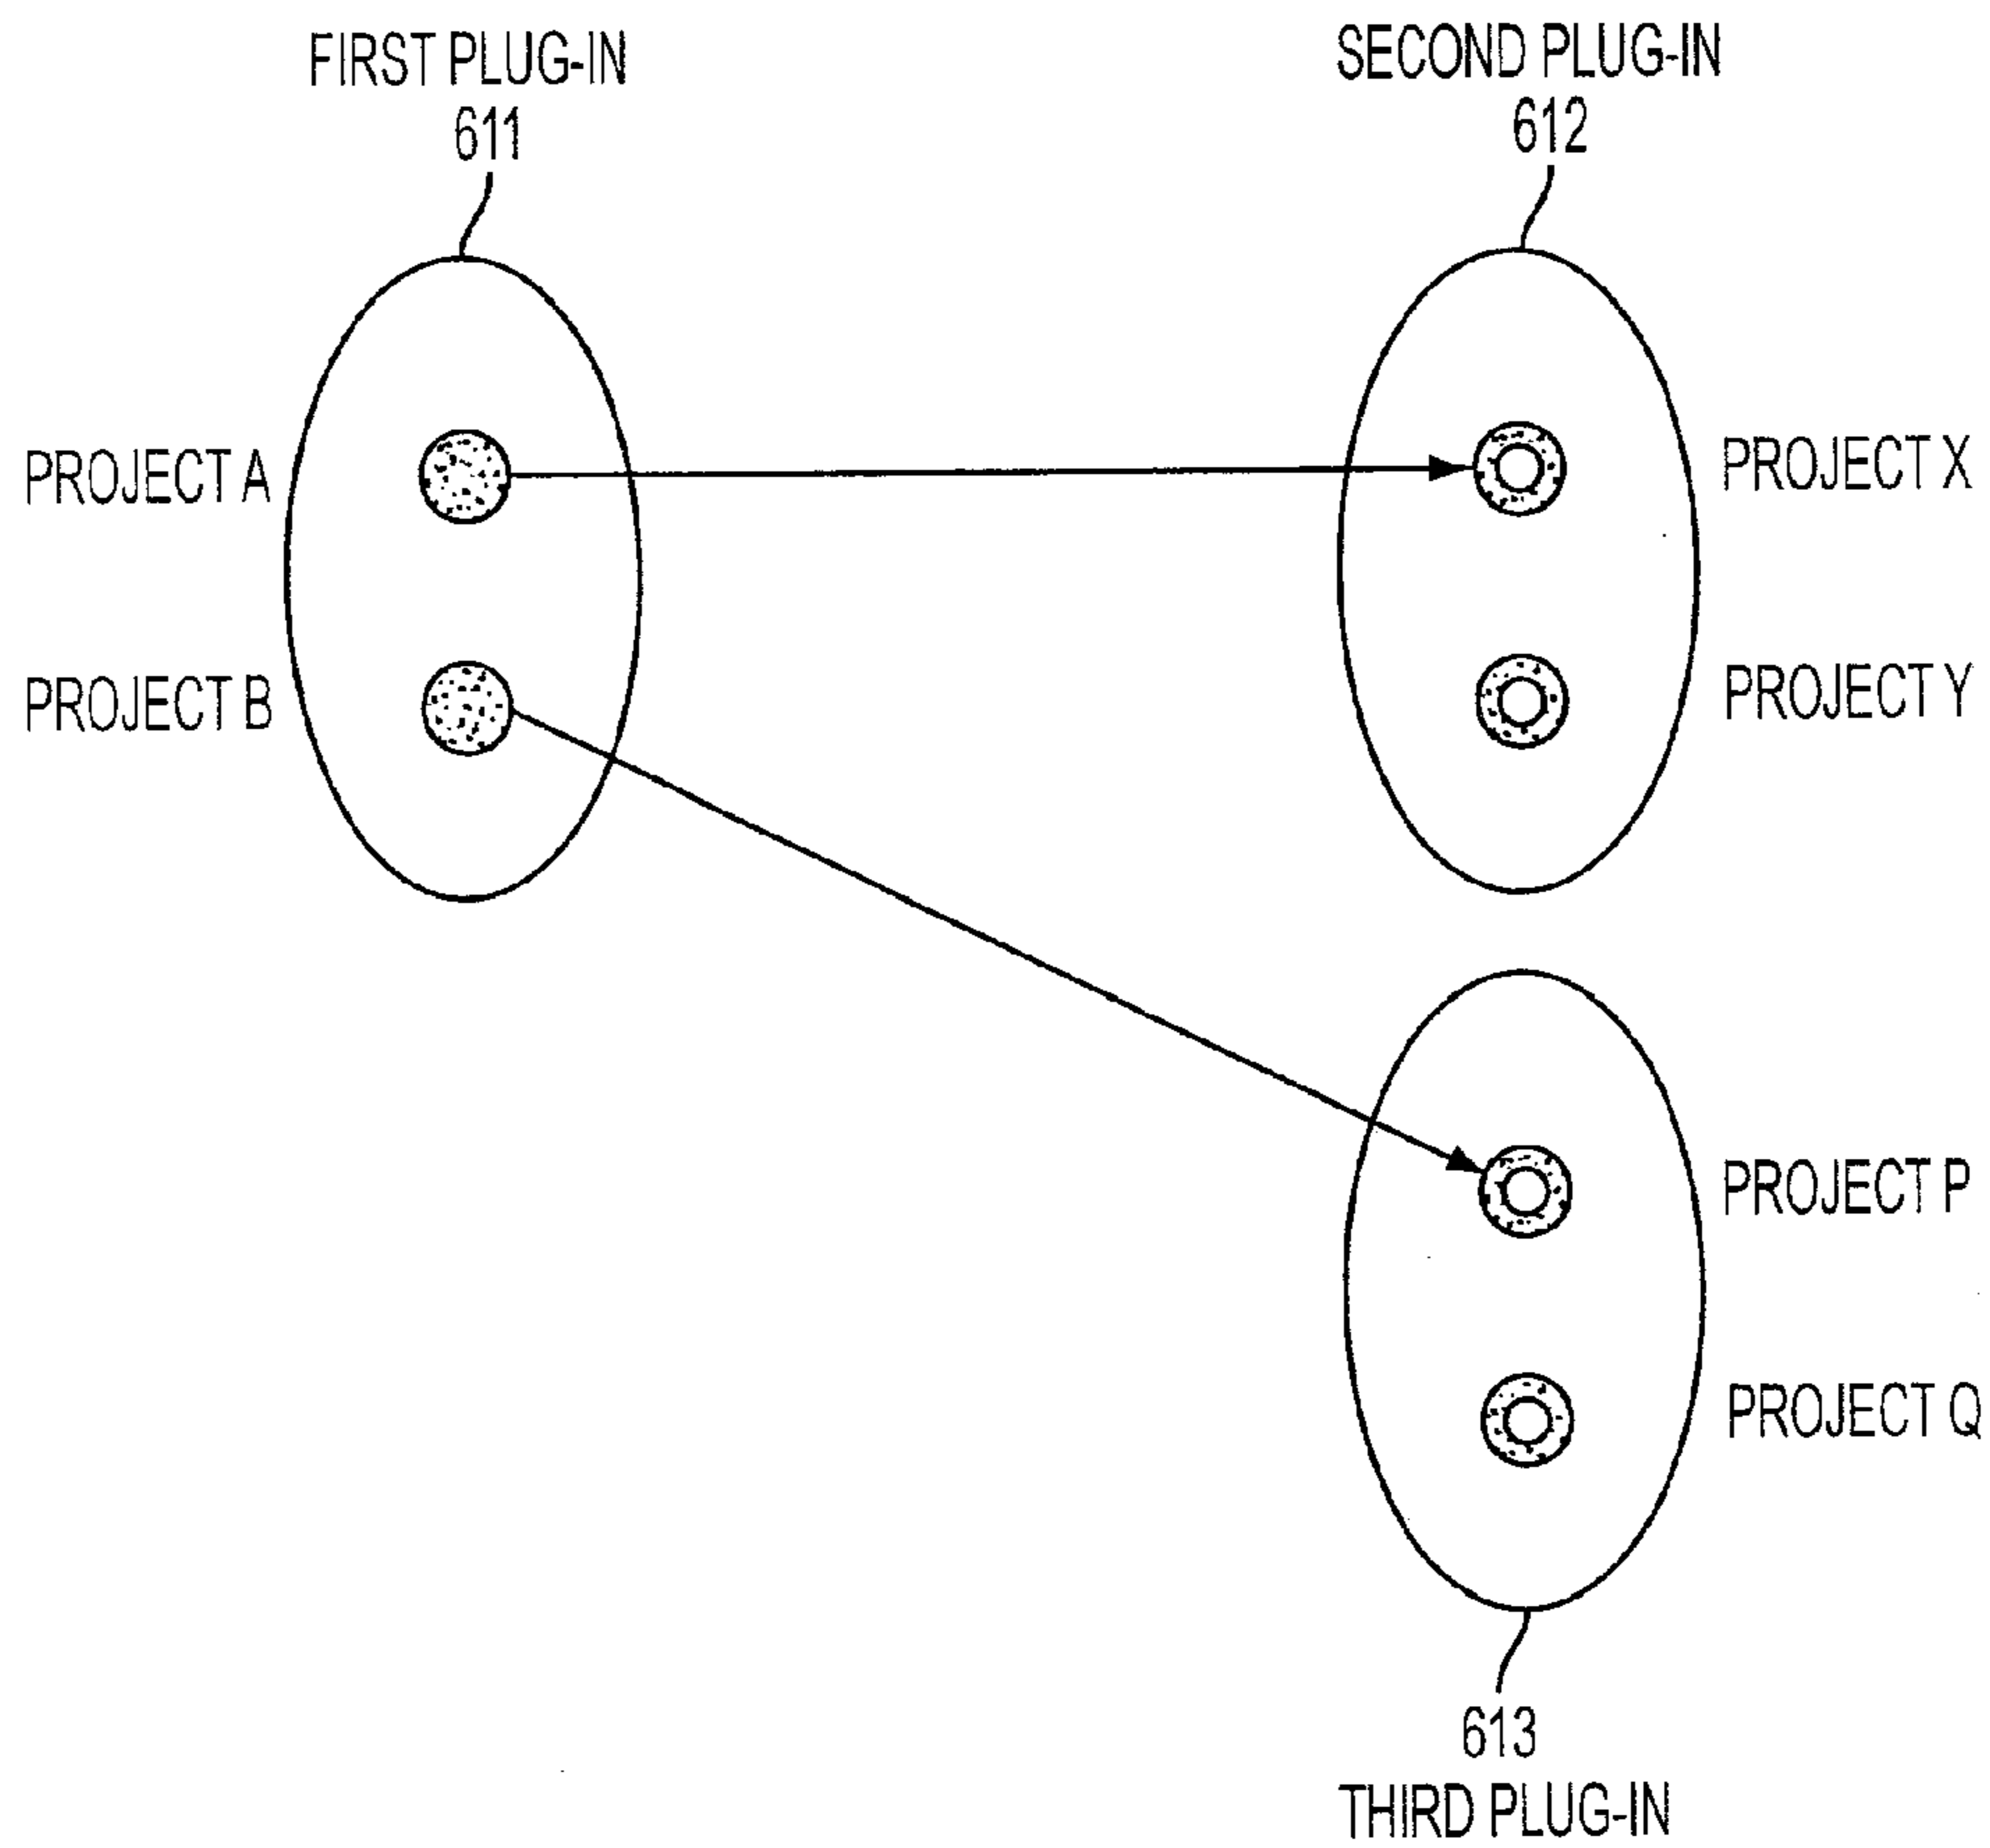 FIRST PLUG-IN
611
SECOND PLUG-IN
612
PROJECT A
PROJECT X
PROJECT B
PROJECT Y
PROJECT P
PROJECT Q
613
THIRD PLUG-IN